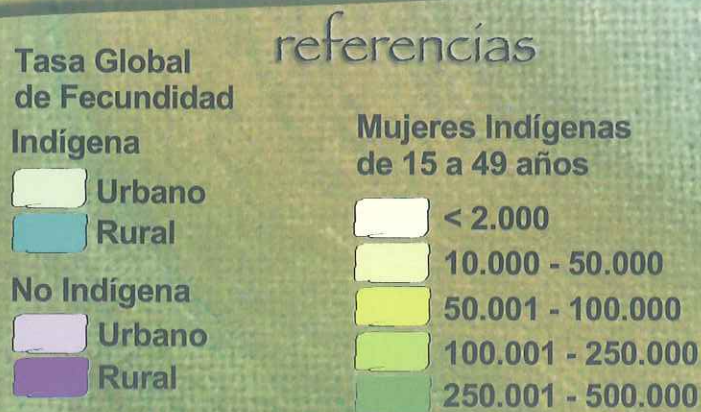 referencias
Tasa Global
de Fecundidad
Indígena
Urbano
Rural
No Indígena
Urbano
Rural
Mujeres Indígenas
de 15 a 49 años
< 2.000
10.000 - 50.000
50.001 - 100.000
100.001 - 250.000
250.001 - 500.000